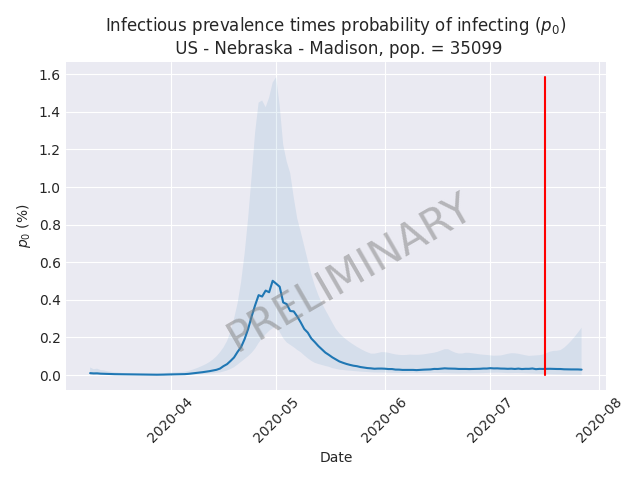 Infectious prevalence times probability of infecting (p₀)
US - Nebraska - Madison, pop. = 35099
1.6
1.4
1.2
1.0
0.8
0.6
0.4
0.2
0.0
p₀ (%)
PRELIMINARY
2020-04
2020-05
2020-06
2020-07
2020-08
Date